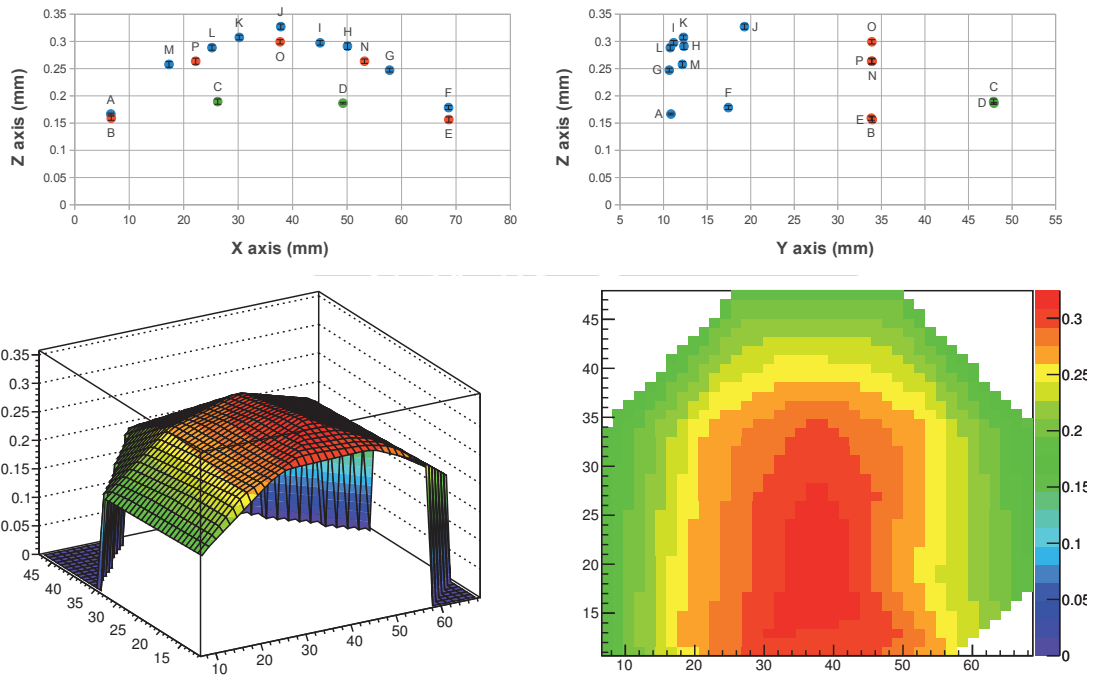 0.35
0.3
0.25
0.2
0.15
0.1
0.05
0
Z axis (mm)
A
B
M
P
L
C
K
J
O
I
H
D
N
G
F
E
0 10 20 30 40 50 60 70 80
X axis (mm)
0.35
0.3
0.25
0.2
0.15
0.1
0.05
0
Z axis (mm)
I
K
J
L
H
G
M
A
F
O
P
N
E
B
C
D
5 10 15 20 25 30 35 40 45 50 55
Y axis (mm)
0.35
0.3
0.25
0.2
0.15
0.1
0.05
0
45
40
35
30
25
20
15
10 20 30 40 50 60
45
40
35
30
25
20
15
10 20 30 40 50 60
0.3
0.25
0.2
0.15
0.1
0.05
0